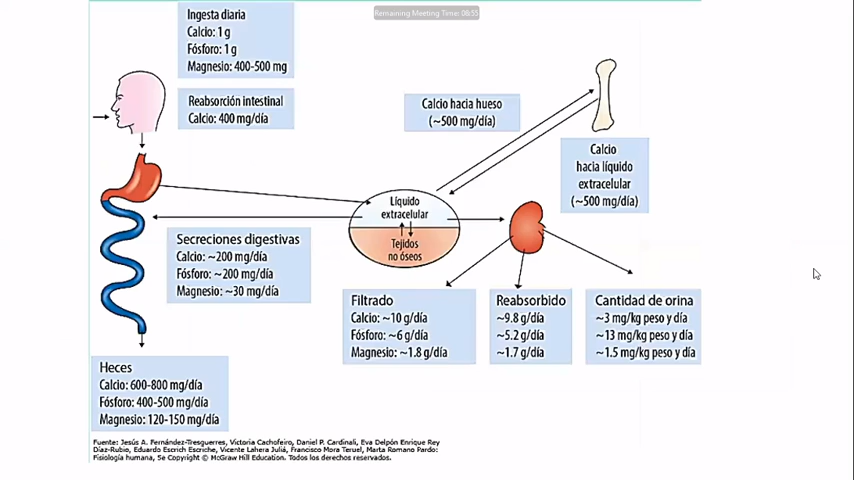 Remaining Meeting Time: 06:55
Ingesta diaria
Calcio: 1 g
Fósforo: 1 g
Magnesio: 400-500 mg
Reabsorción intestinal
Calcio: 400 mg/día
Calcio hacia hueso
(~500 mg/día)
Calcio
hacia líquido
extracelular
(~500 mg/día)
Líquido
extracelular
Tejidos
no óseos
Secreciones digestivas
Calcio: ~200 mg/día
Fósforo: ~200 mg/día
Magnesio: ~30 mg/día
Filtrado
Calcio: ~10 g/día
Fósforo: ~6 g/día
Magnesio: ~1.8 g/día
Reabsorbido
~9.8 g/día
~5.2 g/día
~1.7 g/día
Cantidad de orina
~3 mg/kg peso y día
~13 mg/kg peso y día
~1.5 mg/kg peso y día
Heces
Calcio: 600-800 mg/día
Fósforo: 400-500 mg/día
Magnesio: 120-150 mg/día
Fuente: Jesús A. Fernández-Tresguerres, Victoria Cachofeiro, Daniel P. Cardinali, Eva Delpón Enrique Rey
Díaz-Rubio, Eduardo Escrich Escriche, Vicente Lahera Juliá, Francisco Mora Teruel, Marta Romano Pardo:
Fisiología humana, 5e Copyright © McGraw Hill Education. Todos los derechos reservados.